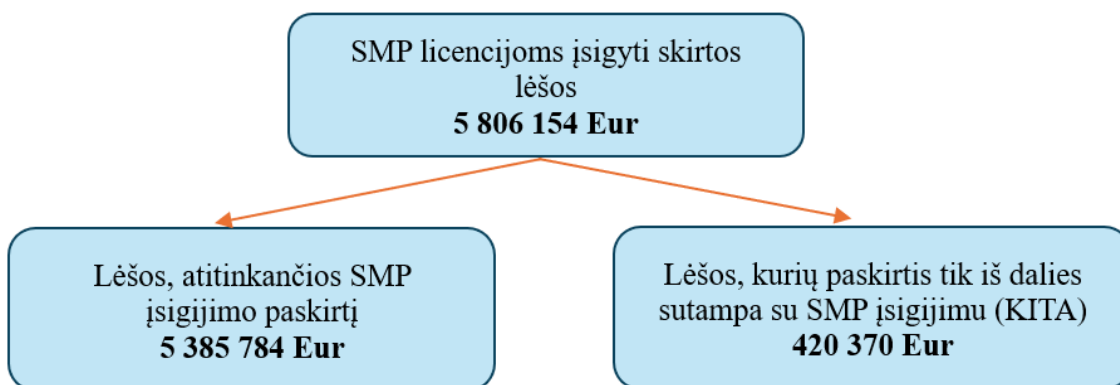 SMP licencijoms įsigyti skirtos
lėšos
5 806 154 Eur
Lėšos, atitinkančios SMP
įsigijimo paskirtį
5 385 784 Eur
Lėšos, kurių paskirtis tik iš dalies
sutampa su SMP įsigijimu (KITA)
420 370 Eur